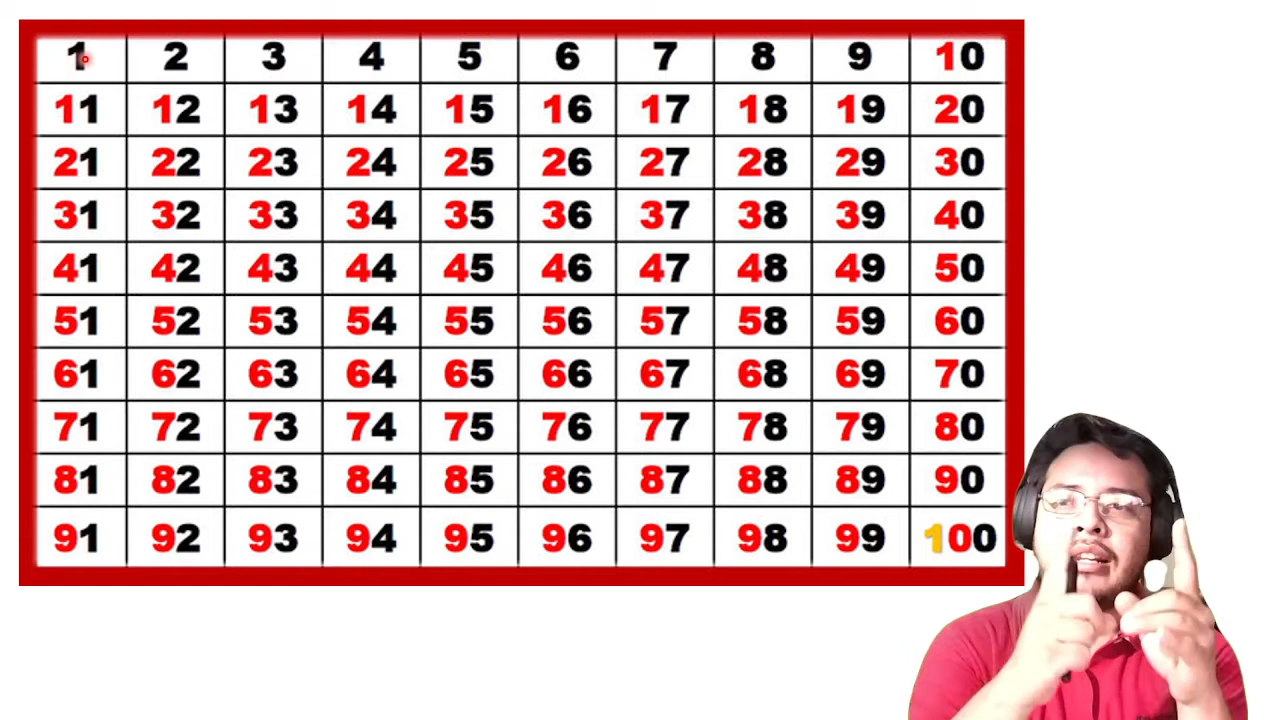 1 2 3 4 5 6 7 8 9 10
11 12 13 14 15 16 17 18 19 20
21 22 23 24 25 26 27 28 29 30
31 32 33 34 35 36 37 38 39 40
41 42 43 44 45 46 47 48 49 50
51 52 53 54 55 56 57 58 59 60
61 62 63 64 65 66 67 68 69 70
71 72 73 74 75 76 77 78 79 80
81 82 83 84 85 86 87 88 89 90
91 92 93 94 95 96 97 98 99 100